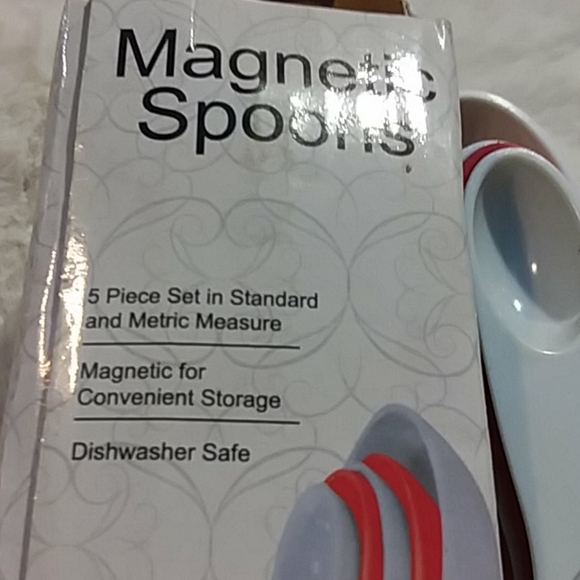 Magnetic
Spoons
5 Piece Set in Standard
and Metric Measure
Magnetic for
Convenient Storage
Dishwasher Safe